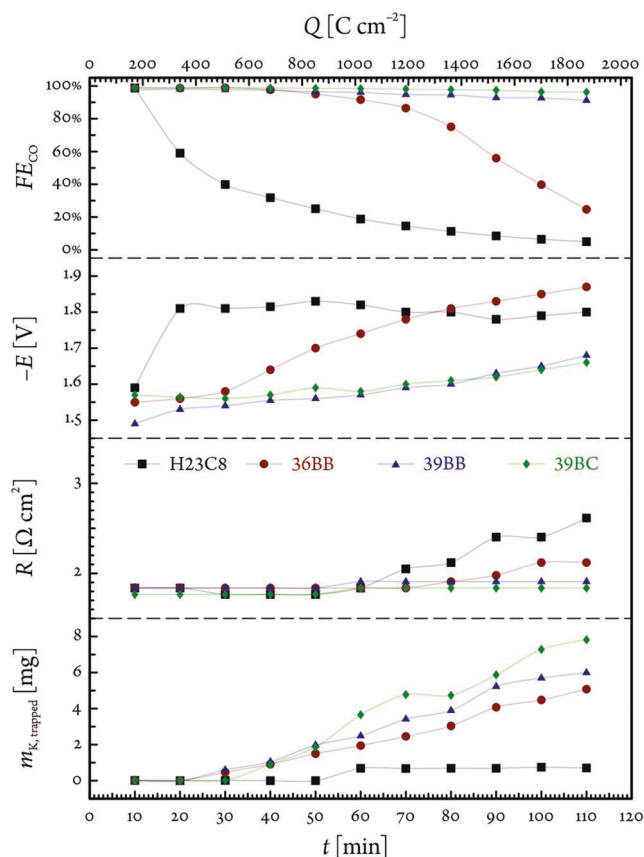 Q [C cm⁻²]
0 200 400 600 800 1000 1200 1400 1600 1800 2000
100%
80%
60%
40%
20%
0%
FE_CO
1.9
1.8
1.7
1.6
1.5
−E [V]
H23C8 36BB 39BB 39BC
3
2
R [Ω cm²]
8
6
4
2
0
m_K, trapped [mg]
0 10 20 30 40 50 60 70 80 90 100 110 120
t [min]